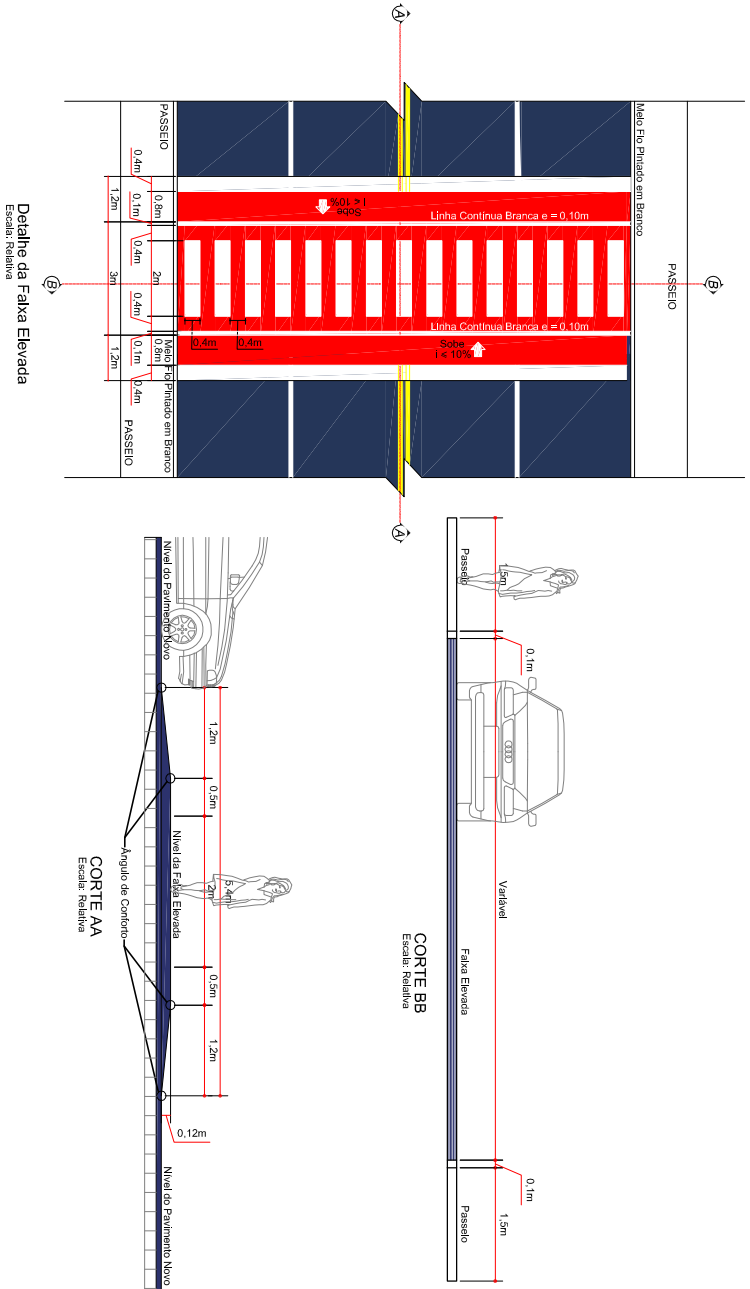 A
Meio Fio Pintado em Branco
PASSEIO
B
PASSEIO
Sobe
i < 10%
Linha Contínua Branca e = 0,10m
Linha Contínua Branca e = 0.10m
Sobe
i < 10%
0,4m
0,4m
0,4m
1,2m
0,8m
0,1m
0,4m
3m
2m
0,4m
0,1m
1,2m
0,8m
0,4m
Meio Fio Pintado em Branco
PASSEIO
B
A
Detalhe da Faixa Elevada
Escala: Relativa
Passeio
1,5m
0,1m
Variável
Faixa Elevada
0,1m
1,5m
Passeio
CORTE BB
Escala: Relativa
Nível do Pavimento Novo
1,2m
0,5m
5,4m
2m
Nível da Faixa Elevada
0,5m
1,2m
0,12m
Nível do Pavimento Novo
Ângulo de Conforto
CORTE AA
Escala: Relativa